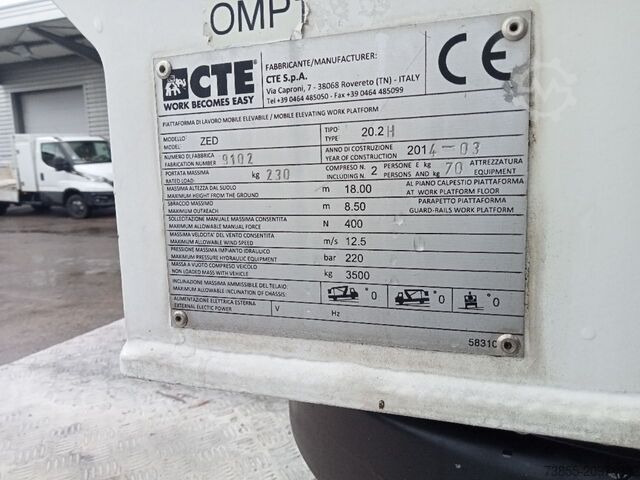 OMP
CTE
WORK BECOMES EASY
FABBRICANTE/MANUFACTURER:
CTE S.p.A.
Via Caproni, 7 - 38068 Rovereto (TN) - ITALY
Tel +39 0464 485050 - Fax +39 0464 485099
CE
PIATTAFORMA DI LAVORO MOBILE ELEVABILE / MOBILE ELEVATING WORK PLATFORM
MODELLO: MODEL: ZED TIPO: TYPE: 20.2H
NUMERO DI FABBRICA FABRICATION NUMBER 9102 ANNO DI COSTRUZIONE YEAR OF CONSTRUCTION 2014-03
PORTATA MASSIMA RATED LOAD kg 230 COMPRESO N. INCLUDING N. 2 PERSONE E kg PERSONS AND kg 70 ATTREZZATURA EQUIPMENT
MASSIMA ALTEZZA DAL SUOLO MAXIMUM HEIGHT FROM THE GROUND m 18.00 AL PIANO CALPESTIO PIATTAFORMA AT WORK PLATFORM FLOOR
SBRACCIO MASSIMO MAXIMUM OUTREACH m 8.50 PARAPETTO PIATTAFORMA GUARD-RAILS WORK PLATFORM
SOLLECITAZIONE MANUALE MASSIMA CONSENTITA MAXIMUM ALLOWABLE MANUAL FORCE N 400
MASSIMA VELOCITA' DEL VENTO CONSENTITA MAXIMUM ALLOWABLE WIND SPEED m/s 12.5
PRESSIONE MASSIMA IMPIANTO IDRAULICO MAXIMUM PRESSURE HYDRAULIC EQUIPMENT bar 220
MASSA A VUOTO COMPRESO VEICOLO NON LOADED MASS WITH VEHICLE kg 3500
INCLINAZIONE MASSIMA AMMISSIBILE DEL TELAIO MAXIMUM ALLOWABLE INCLINATION OF CHASSIS: °0 °0 °0
ALIMENTAZIONE ELETTRICA ESTERNA EXTERNAL ELECTRIC POWER V Hz
58310